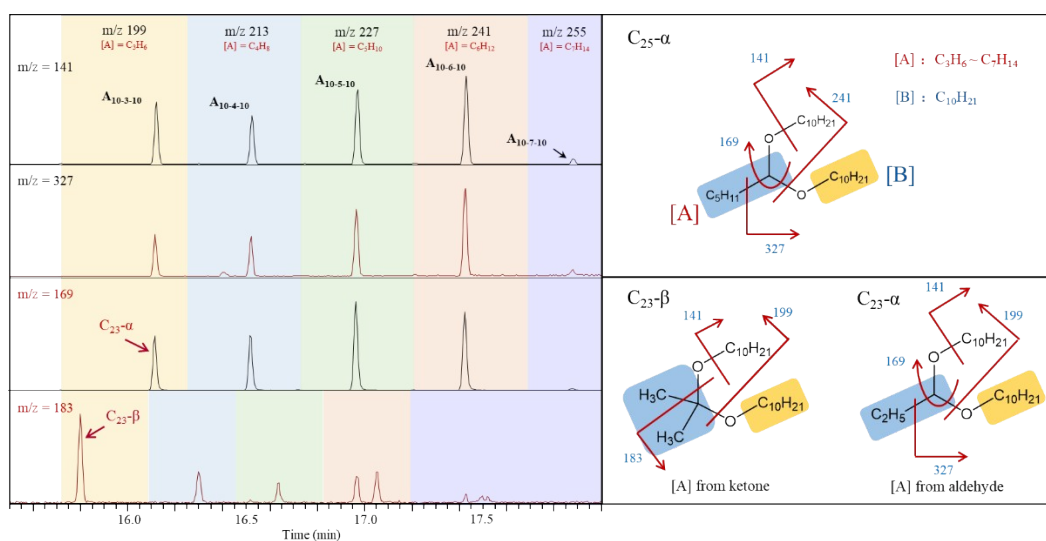 m/z 199
[A] = C₃H₆
m/z 213
[A] = C₄H₈
m/z 227
[A] = C₅H₁₀
m/z 241
[A] = C₆H₁₂
m/z 255
[A] = C₇H₁₄
m/z = 141
A₁₀₋₃₋₁₀
A₁₀₋₄₋₁₀
A₁₀₋₅₋₁₀
A₁₀₋₆₋₁₀
A₁₀₋₇₋₁₀
m/z = 327
m/z = 169
C₂₃-α
m/z = 183
C₂₃-β
16.0
16.5
17.0
17.5
Time (min)
C₂₅-α
[A] : C₃H₆ ~ C₇H₁₄
[B] : C₁₀H₂₁
141
241
C₁₀H₂₁
O
169
C₅H₁₁
O
C₁₀H₂₁
[B]
[A]
327
C₂₃-β
141
199
C₁₀H₂₁
O
H₃C
O
C₁₀H₂₁
H₃C
183
[A] from ketone
C₂₃-α
141
199
C₁₀H₂₁
O
169
C₂H₅
O
C₁₀H₂₁
327
[A] from aldehyde